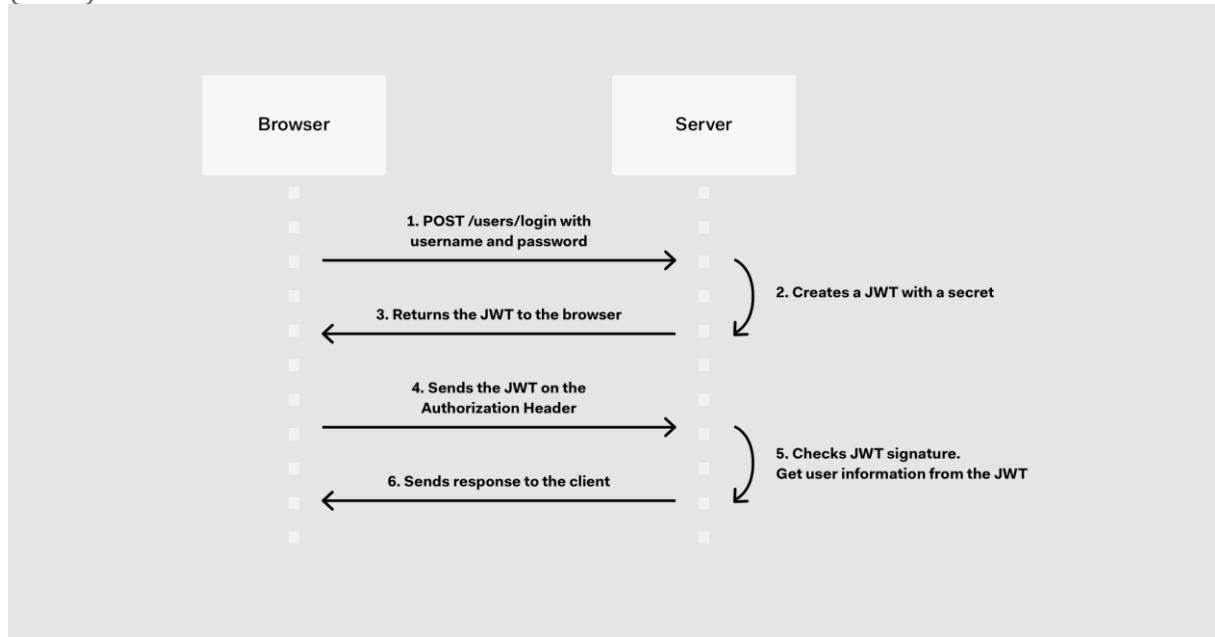 Browser
Server
1. POST /users/login with
username and password
2. Creates a JWT with a secret
3. Returns the JWT to the browser
4. Sends the JWT on the
Authorization Header
5. Checks JWT signature.
Get user information from the JWT
6. Sends response to the client